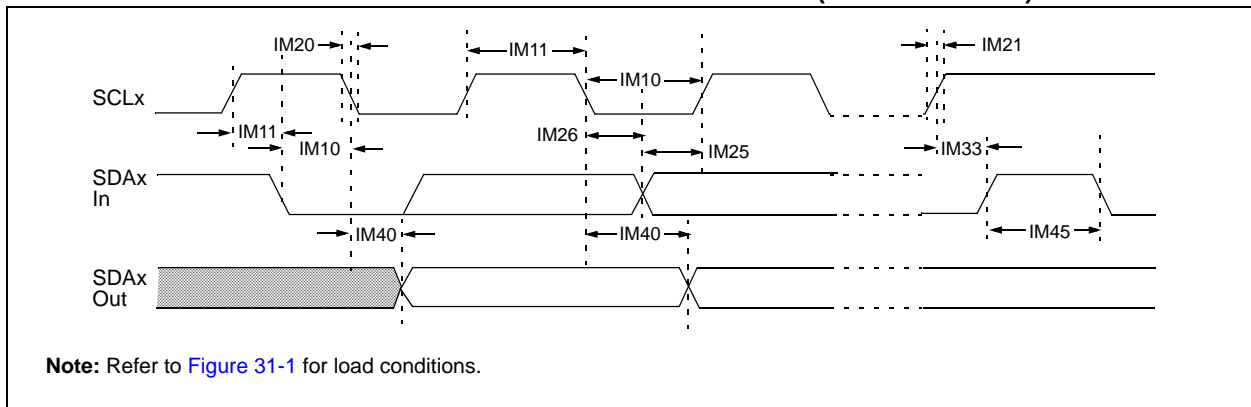 IM20
IM11
IM21
IM10
SCLx
IM11
IM26
IM10
IM25
IM33
SDAx
In
IM40
IM40
IM45
SDAx
Out
Note: Refer to Figure 31-1 for load conditions.